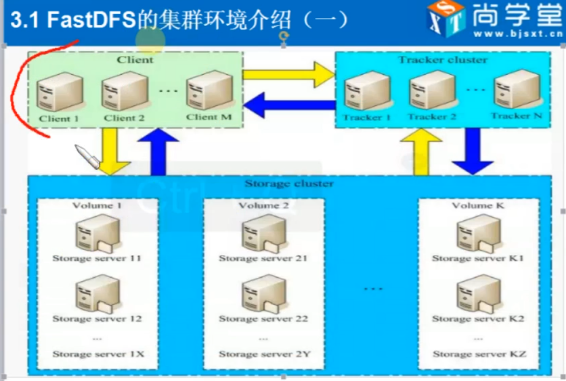 3.1 FastDFS的集群环境介绍（一）
尚学堂
www.bjsxt.cn
Client
Tracker cluster
Client 1 Client 2 ... Client M
Tracker 1 Tracker 2 ... Tracker N
Storage cluster
Volume 1 Volume 2 Volume K
Storage server 11 Storage server 21 Storage server K1
...
Storage server 12 Storage server 22 Storage server K2
... ... ...
Storage server 1X Storage server 2Y Storage server KZ